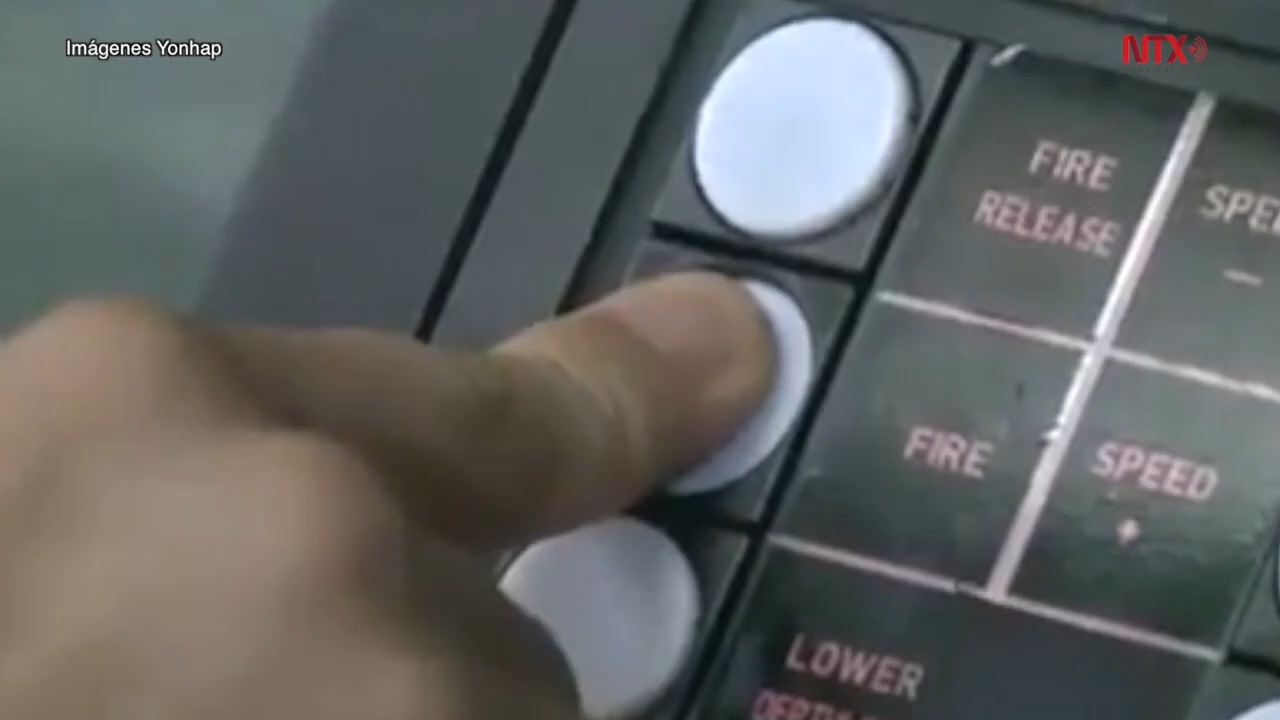 Imágenes Yonhap
NTX
FIRE
RELEASE
SPE
-
FIRE
SPEED
+
LOWER